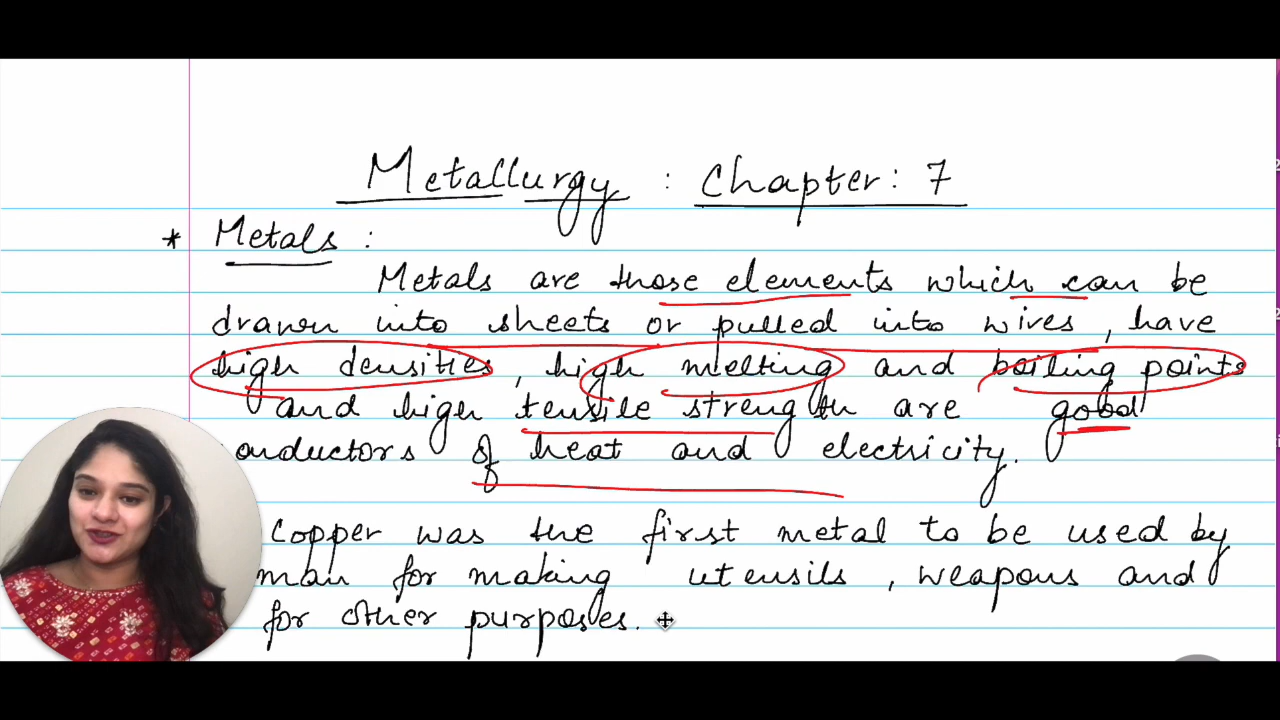 Metallurgy : Chapter: 7
* Metals :
Metals are those elements which can be
drawn into sheets or pulled into wires, have
high densities, high melting and boiling points
and high tensile strength are good
conductors of heat and electricity.
Copper was the first metal to be used by
man for making utensils, weapons and
for other purposes.